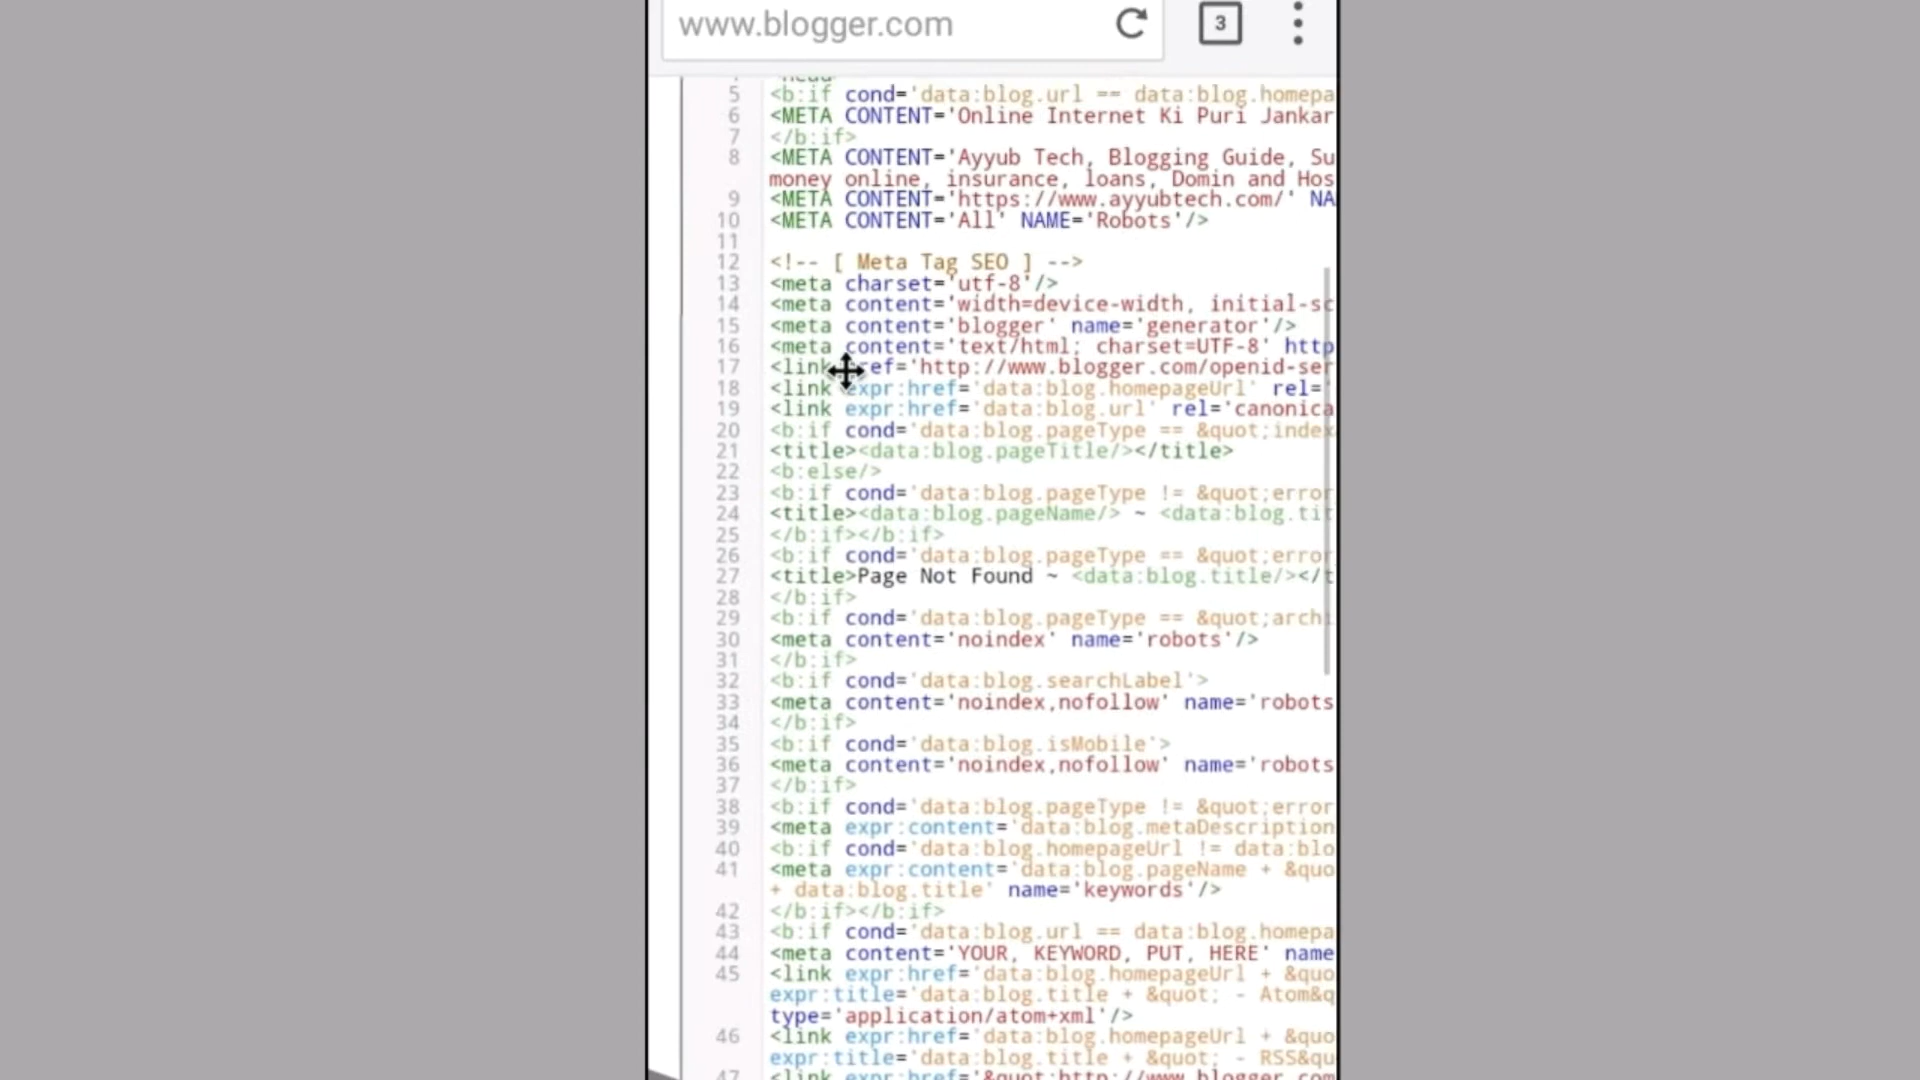 www.blogger.com
3
<head>
5 <b:if cond='data:blog.url == data:blog.homepa
6 <META CONTENT='Online Internet Ki Puri Jankar
7 </b:if>
8 <META CONTENT='Ayyub Tech, Blogging Guide, Su
money online, insurance, loans, Domin and Hos
9 <META CONTENT='https://www.ayyubtech.com/' NA
10 <META CONTENT='All' NAME='Robots'/>
11
12 <!-- [ Meta Tag SEO ] -->
13 <meta charset='utf-8'/>
14 <meta content='width=device-width, initial-sc
15 <meta content='blogger' name='generator'/>
16 <meta content='text/html; charset=UTF-8' http
17 <link href='http://www.blogger.com/openid-ser
18 <link expr:href='data:blog.homepageUrl' rel='
19 <link expr:href='data:blog.url' rel='canonica
20 <b:if cond='data:blog.pageType == &quot;index
21 <title><data:blog.pageTitle/></title>
22 <b:else/>
23 <b:if cond='data:blog.pageType != &quot;error
24 <title><data:blog.pageName/> ~ <data:blog.tit
25 </b:if></b:if>
26 <b:if cond='data:blog.pageType == &quot;error
27 <title>Page Not Found ~ <data:blog.title/></t
28 </b:if>
29 <b:if cond='data:blog.pageType == &quot;archi
30 <meta content='noindex' name='robots'/>
31 </b:if>
32 <b:if cond='data:blog.searchLabel'>
33 <meta content='noindex,nofollow' name='robots
34 </b:if>
35 <b:if cond='data:blog.isMobile'>
36 <meta content='noindex,nofollow' name='robots
37 </b:if>
38 <b:if cond='data:blog.pageType != &quot;error
39 <meta expr:content='data:blog.metaDescription
40 <b:if cond='data:blog.homepageUrl != data:blo
41 <meta expr:content='data:blog.pageName + &quo
+ data:blog.title' name='keywords'/>
42 </b:if></b:if>
43 <b:if cond='data:blog.url == data:blog.homepa
44 <meta content='YOUR, KEYWORD, PUT, HERE' name
45 <link expr:href='data:blog.homepageUrl + &quo
expr:title='data:blog.title + &quot; - Atom&q
type='application/atom+xml'/>
46 <link expr:href='data:blog.homepageUrl + &quo
expr:title='data:blog.title + &quot; - RSS&quo
47 <link expr:href='&quot;http://www.blogger.com